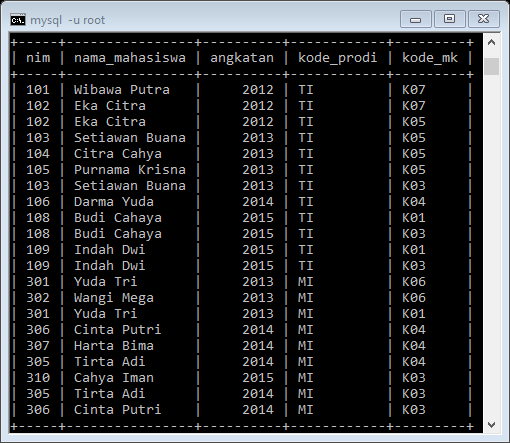 mysql -u root
+-----+----------------+----------+------------+---------+
| nim | nama_mahasiswa | angkatan | kode_prodi | kode_mk |
+-----+----------------+----------+------------+---------+
| 101 | Wibawa Putra   |     2012 | TI         | K07     |
| 102 | Eka Citra      |     2012 | TI         | K07     |
| 102 | Eka Citra      |     2012 | TI         | K05     |
| 103 | Setiawan Buana |     2013 | TI         | K05     |
| 104 | Citra Cahya    |     2013 | TI         | K05     |
| 105 | Purnama Krisna |     2013 | TI         | K05     |
| 103 | Setiawan Buana |     2013 | TI         | K03     |
| 106 | Darma Yuda     |     2014 | TI         | K04     |
| 108 | Budi Cahaya    |     2015 | TI         | K01     |
| 108 | Budi Cahaya    |     2015 | TI         | K03     |
| 109 | Indah Dwi      |     2015 | TI         | K01     |
| 109 | Indah Dwi      |     2015 | TI         | K03     |
| 301 | Yuda Tri       |     2013 | MI         | K06     |
| 302 | Wangi Mega     |     2013 | MI         | K06     |
| 301 | Yuda Tri       |     2013 | MI         | K01     |
| 306 | Cinta Putri    |     2014 | MI         | K04     |
| 307 | Harta Bima     |     2014 | MI         | K04     |
| 305 | Tirta Adi      |     2014 | MI         | K04     |
| 310 | Cahya Iman     |     2015 | MI         | K03     |
| 305 | Tirta Adi      |     2014 | MI         | K03     |
| 306 | Cinta Putri    |     2014 | MI         | K03     |
+-----+----------------+----------+------------+---------+